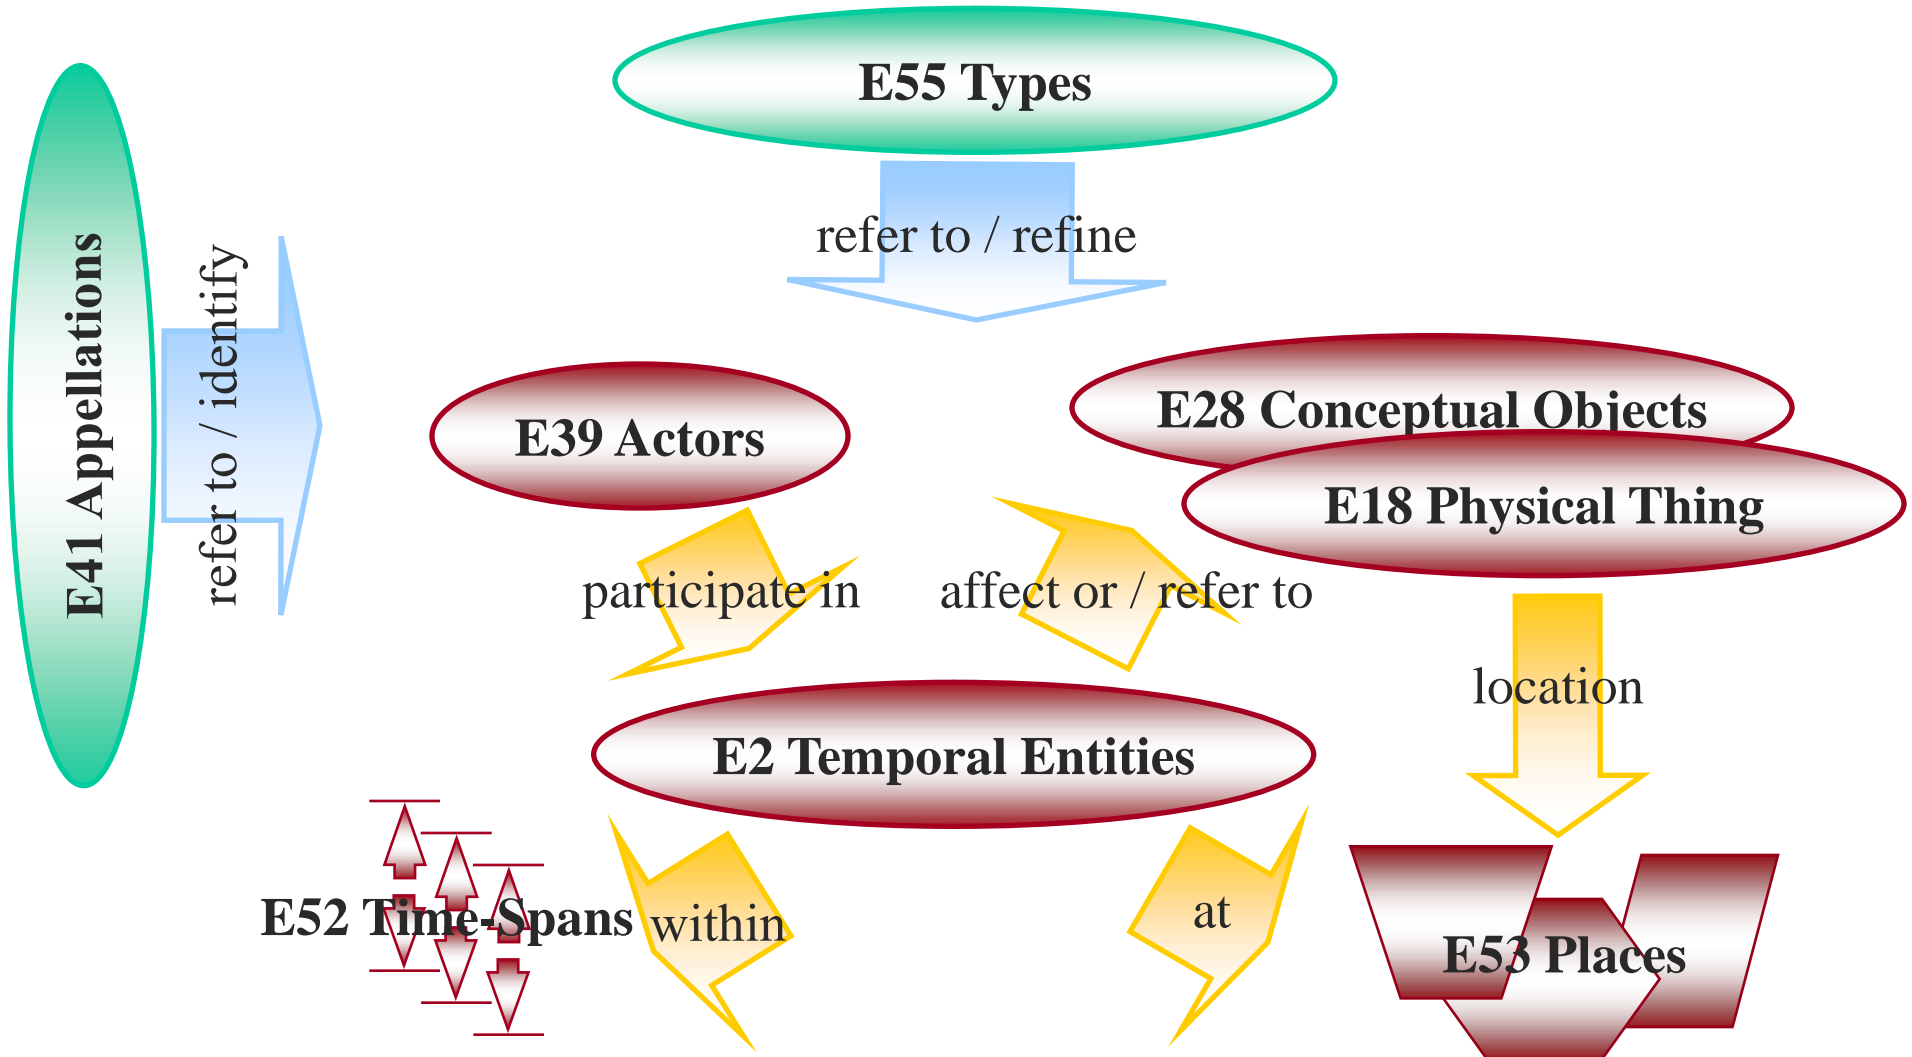 E55 Types
refer to / refine
E41 Appellations
refer to / identify
E39 Actors
E28 Conceptual Objects
E18 Physical Thing
participate in
affect or / refer to
location
E2 Temporal Entities
E52 Time-Spans
within
at
E53 Places